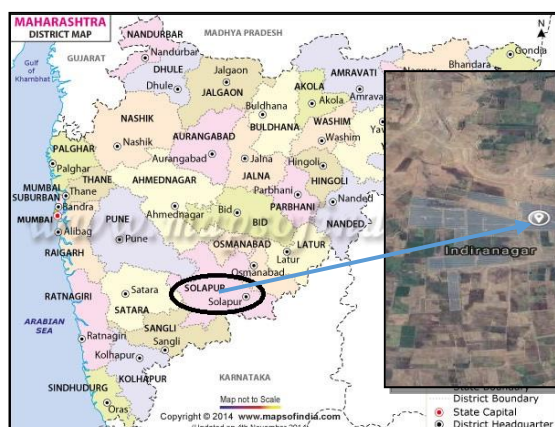 MAHARASHTRA
DISTRICT MAP
MADHYA PRADESH
N
GUJARAT
Gulf
of
Khambhat
NANDURBAR
Nandurbar
DHULE
Dhule
Jalgaon
JALGAON
AMRAVATI
Bhandara
Gondia
AKOLA
Akola
Buldhana
BULDHANA
WASHIM
Washim
NASHIK
Nashik
AURANGABAD
Aurangabad
Jalna
JALNA
Hingoli
HINGOLI
PALGHAR
Palghar
THANE
Thane
MUMBAI
SUBURBAN
Bandra
MUMBAI
Alibag
RAIGARH
AHMEDNAGAR
Ahmednagar
Parbhani
PARBHANI
Nanded
NANDED
Bid
BID
PUNE
Pune
OSMANABAD
Osmanabad
LATUR
Latur
Indiranagar
SOLAPUR
Solapur
Satara
SATARA
RATNAGIRI
Ratnagiri
ARABIAN
SEA
SANGLI
Sangli
Kolhapur
KOLHAPUR
SINDHUDURG
Oras
KARNATAKA
Map not to Scale
Copyright © 2014 www.mapsofindia.com
District Boundary
State Capital
District Headquarter